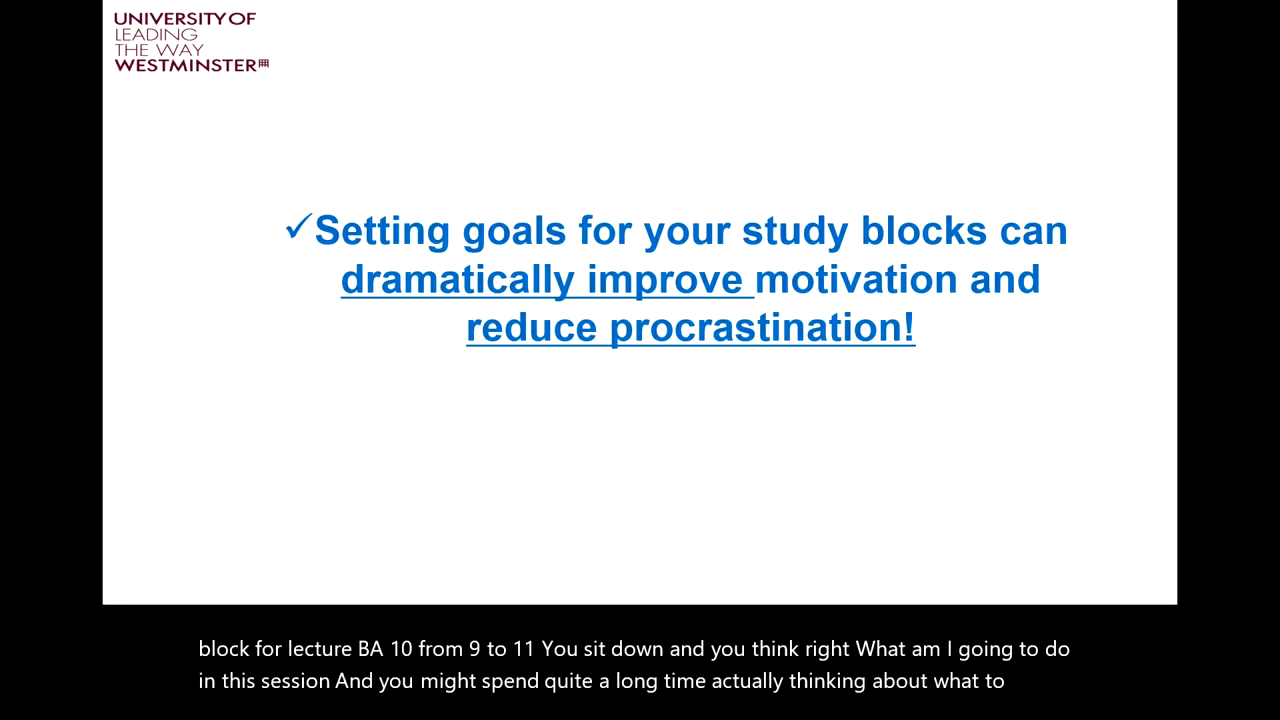 UNIVERSITY OF
LEADING
THE WAY
WESTMINSTER
✓Setting goals for your study blocks can
dramatically improve motivation and
reduce procrastination!
block for lecture BA 10 from 9 to 11 You sit down and you think right What am I going to do
in this session And you might spend quite a long time actually thinking about what to